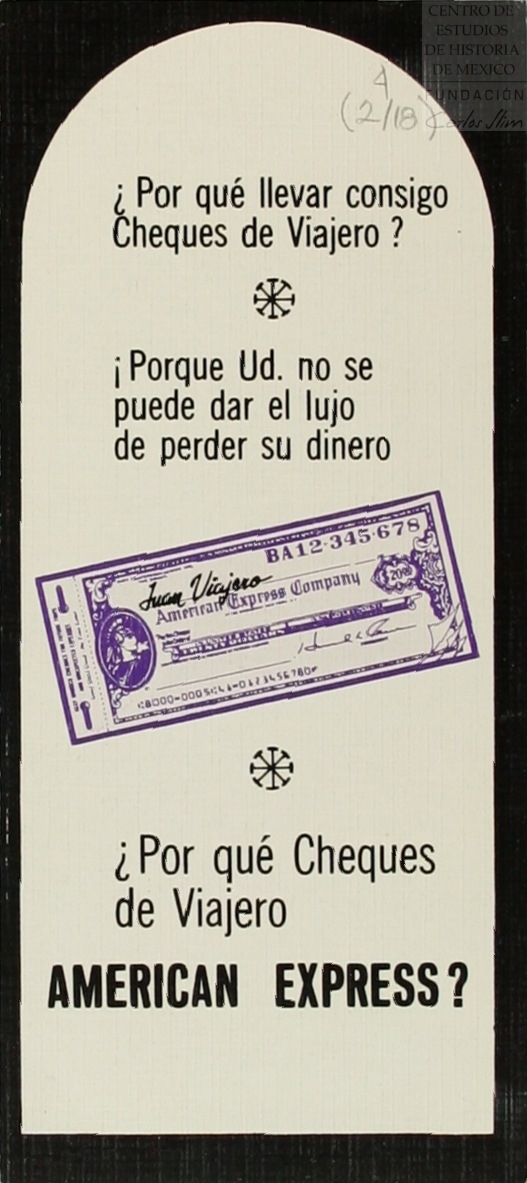 CENTRO DE
ESTUDIOS
DE HISTORIA
DE MEXICO
FUNDACIÓN
Carlos Slim
4
(2/18)
¿Por qué llevar consigo
Cheques de Viajero?
¡Porque Ud. no se
puede dar el lujo
de perder su dinero
BA12-345-678
Juan Viajero
American Express Company
¿Por qué Cheques
de Viajero
AMERICAN EXPRESS?